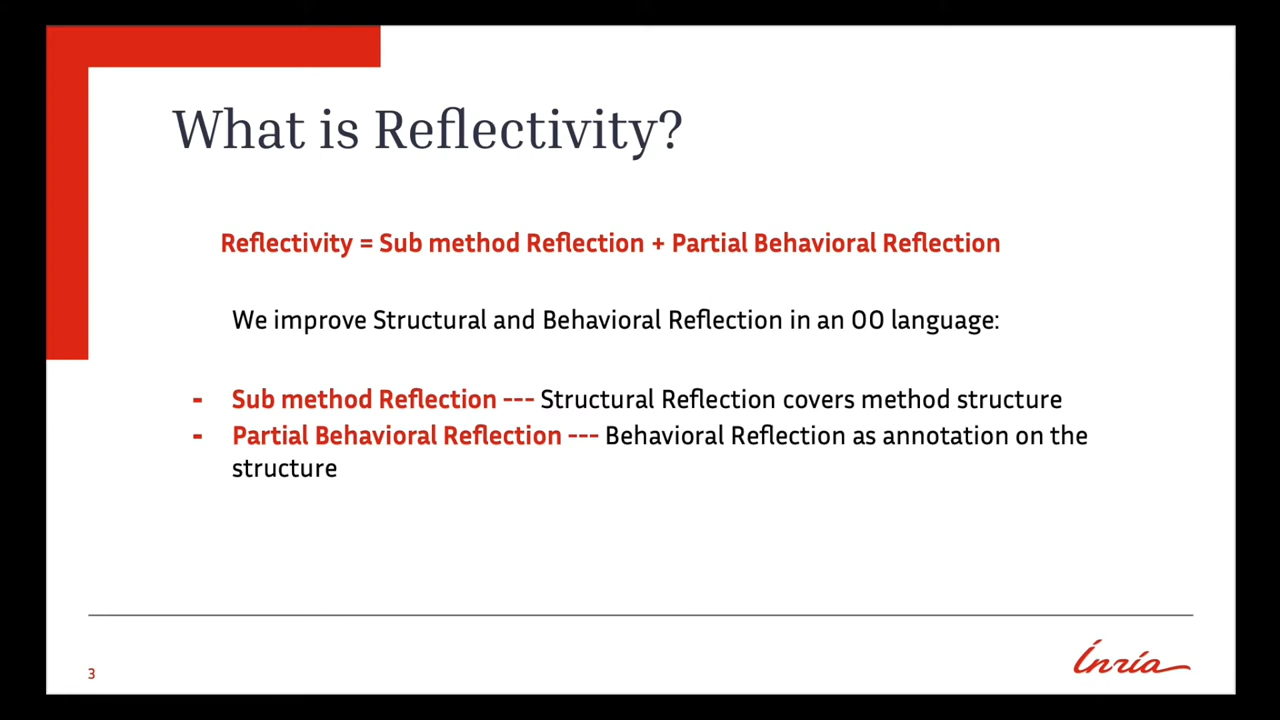 What is Reflectivity?
Reflectivity = Sub method Reflection + Partial Behavioral Reflection
We improve Structural and Behavioral Reflection in an OO language:
- Sub method Reflection --- Structural Reflection covers method structure
- Partial Behavioral Reflection --- Behavioral Reflection as annotation on the
structure
3
Inria